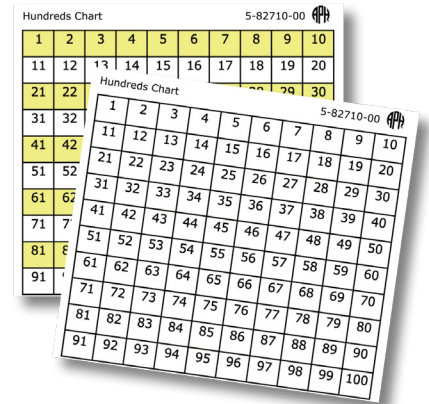 Hundreds Chart 5-82710-00 APH
1 2 3 4 5 6 7 8 9 10
11 12 13 14 15 16 17 18 19 20
21 22 28 29 30
31 32
41 42
51 52
61 62
71
81
91
Hundreds Chart 5-82710-00 APH
1 2 3 4 5 6 7 8 9 10
11 12 13 14 15 16 17 18 19 20
21 22 23 24 25 26 27 28 29 30
31 32 33 34 35 36 37 38 39 40
41 42 43 44 45 46 47 48 49 50
51 52 53 54 55 56 57 58 59 60
61 62 63 64 65 66 67 68 69 70
71 72 73 74 75 76 77 78 79 80
81 82 83 84 85 86 87 88 89 90
91 92 93 94 95 96 97 98 99 100